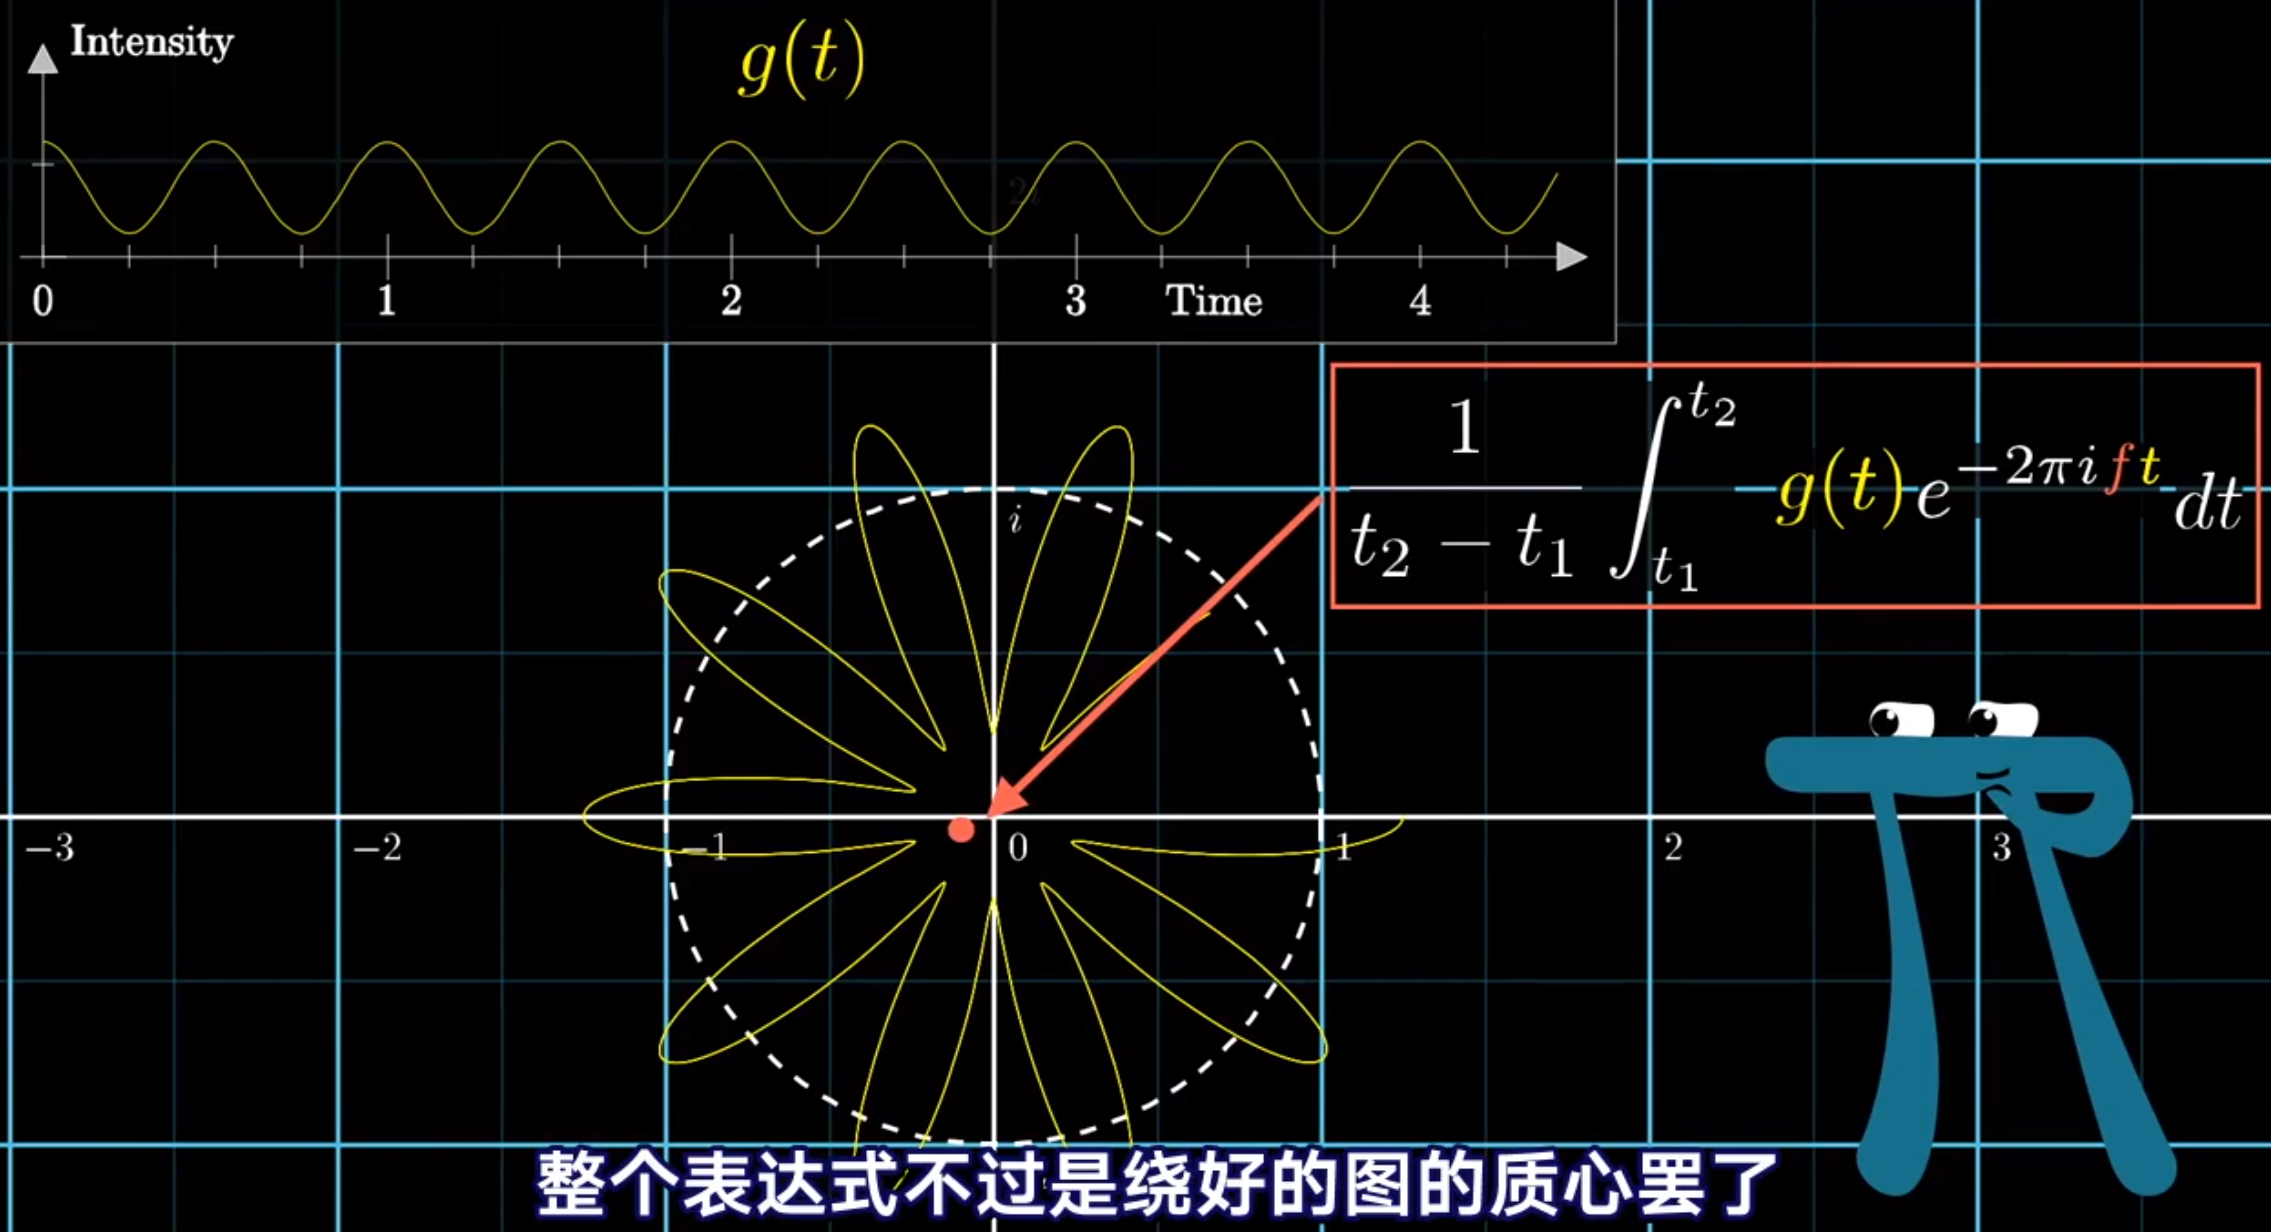 Intensity
g(t)
2i
0 1 2 3 Time 4
\frac{1}{t_2 - t_1} \int_{t_1}^{t_2} g(t) e^{-2\pi i f t} dt
i
−3 −2 −1 0 1 2 3
整个表达式不过是绕好的图的质心罢了